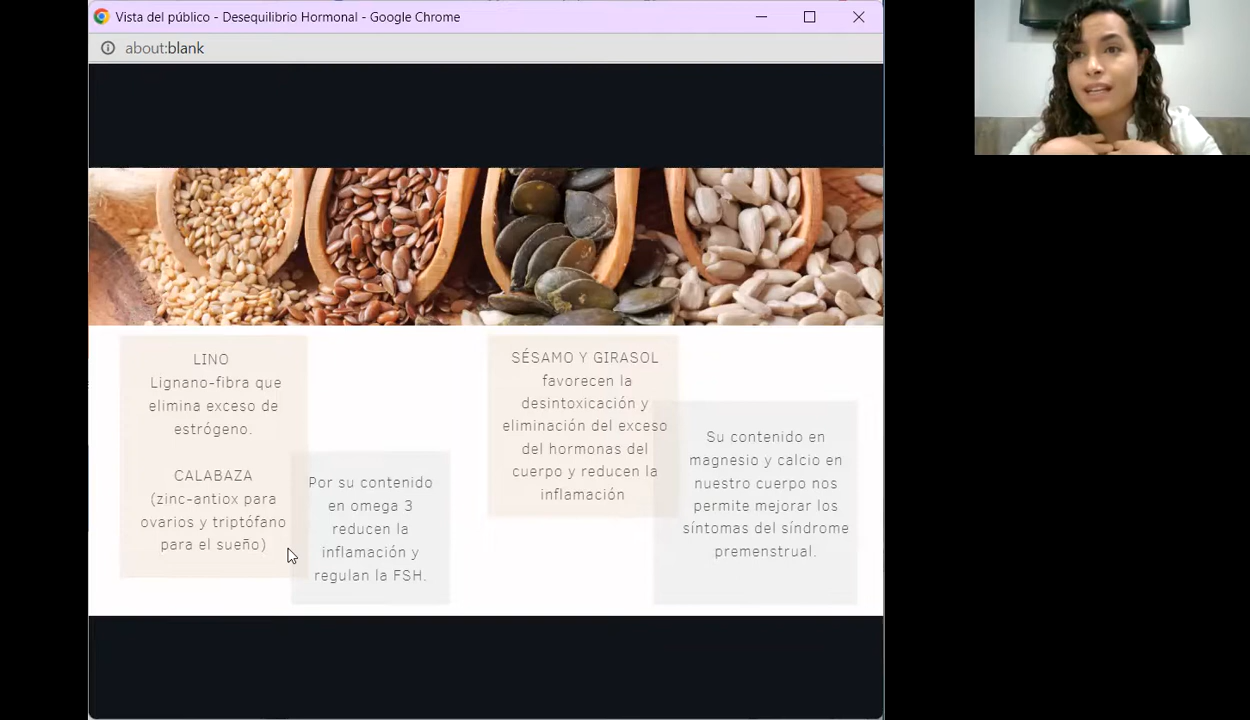 Vista del público - Desequilibrio Hormonal - Google Chrome
about:blank
LINO
Lignano-fibra que
elimina exceso de
estrógeno.
CALABAZA
(zinc-antiox para
ovarios y triptófano
para el sueño)
Por su contenido
en omega 3
reducen la
inflamación y
regulan la FSH.
SÉSAMO Y GIRASOL
favorecen la
desintoxicación y
eliminación del exceso
del hormonas del
cuerpo y reducen la
inflamación
Su contenido en
magnesio y calcio en
nuestro cuerpo nos
permite mejorar los
síntomas del síndrome
premenstrual.